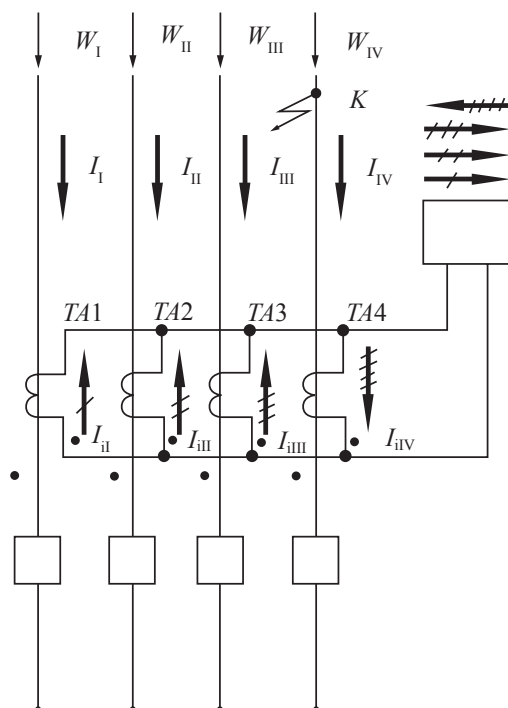 W_I W_II W_III W_IV
K
I_I I_II I_III I_IV
TA1 TA2 TA3 TA4
I_iI I_iII I_iIII I_iIV